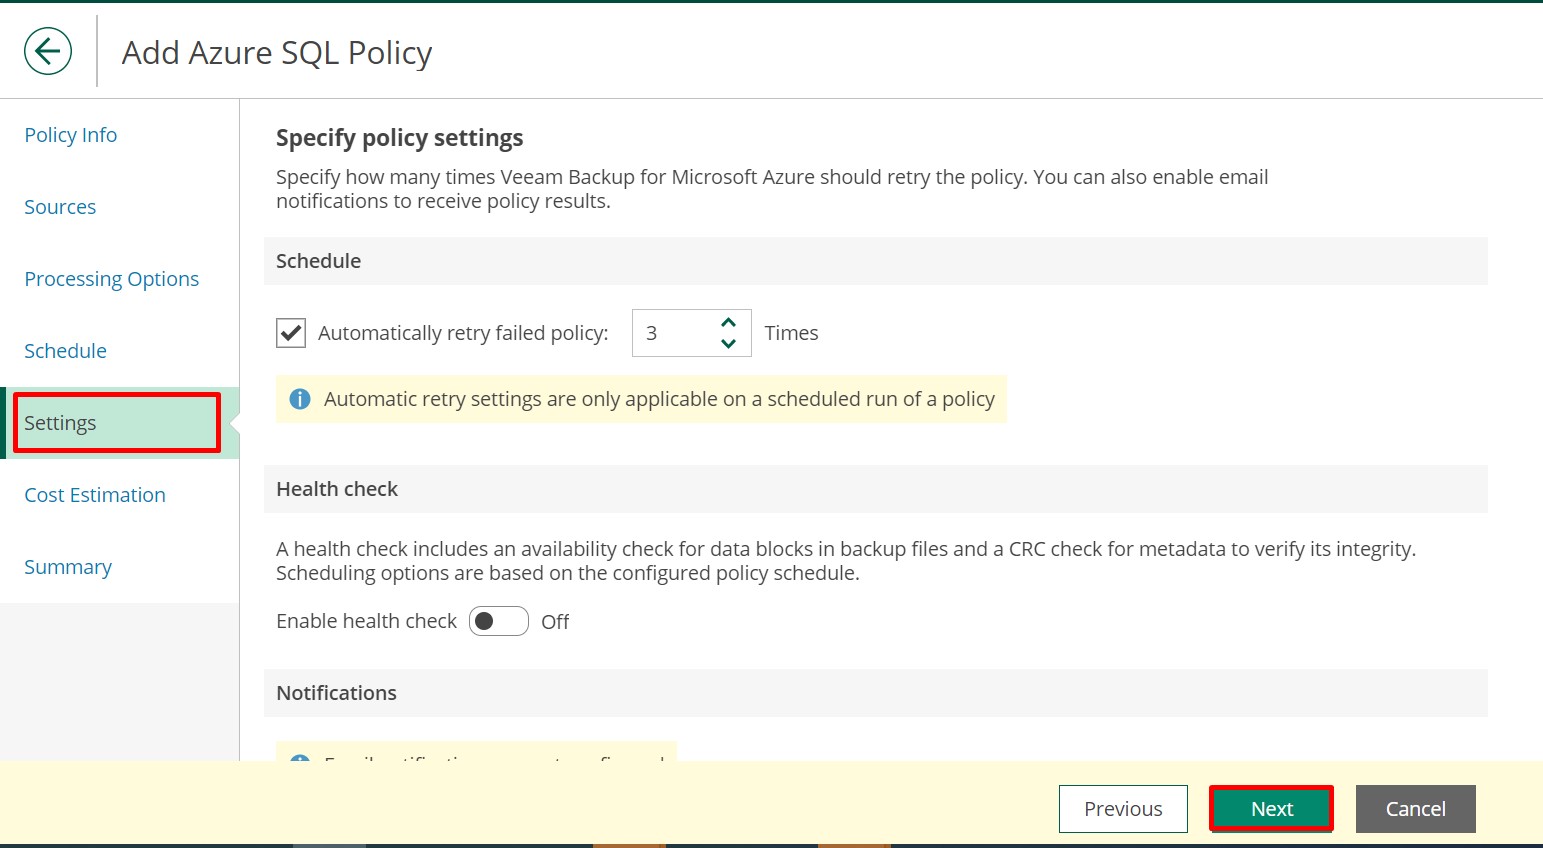 Add Azure SQL Policy
Policy Info
Sources
Processing Options
Schedule
Settings
Cost Estimation
Summary
Specify policy settings
Specify how many times Veeam Backup for Microsoft Azure should retry the policy. You can also enable email
notifications to receive policy results.
Schedule
Automatically retry failed policy: 3 Times
Automatic retry settings are only applicable on a scheduled run of a policy
Health check
A health check includes an availability check for data blocks in backup files and a CRC check for metadata to verify its integrity.
Scheduling options are based on the configured policy schedule.
Enable health check Off
Notifications
Previous Next Cancel